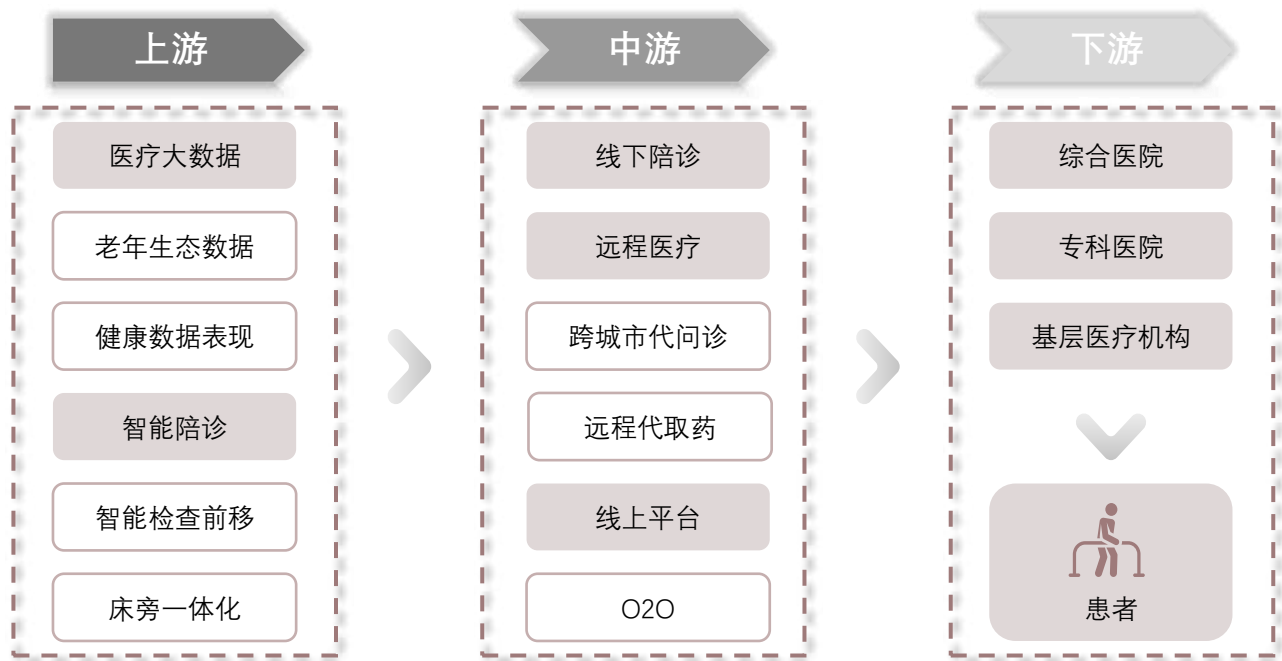 上游
医疗大数据
老年生态数据
健康数据表现
智能陪诊
智能检查前移
床旁一体化
中游
线下陪诊
远程医疗
跨城市代问诊
远程代取药
线上平台
O2O
下游
综合医院
专科医院
基层医疗机构
患者